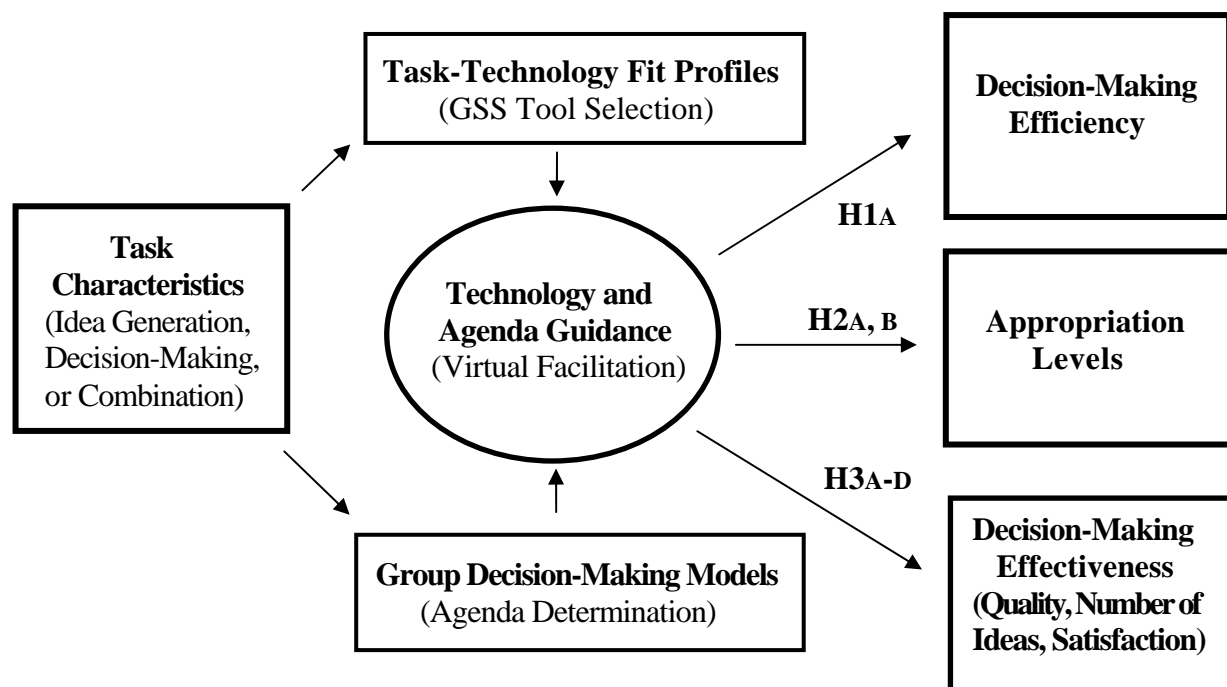 Task-Technology Fit Profiles
(GSS Tool Selection)
Decision-Making
Efficiency
H1A
Task
Characteristics
(Idea Generation,
Decision-Making,
or Combination)
Technology and
Agenda Guidance
(Virtual Facilitation)
H2A, B
Appropriation
Levels
H3A-D
Group Decision-Making Models
(Agenda Determination)
Decision-Making
Effectiveness
(Quality, Number of
Ideas, Satisfaction)